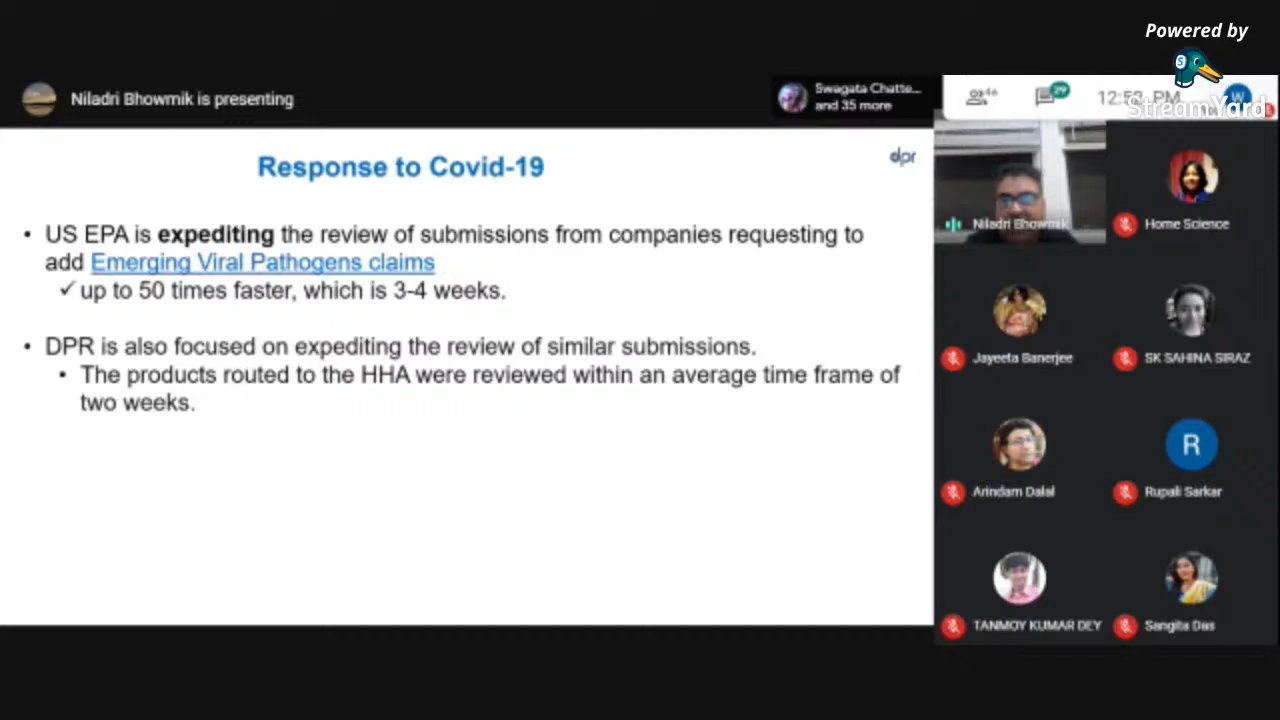 Powered by
StreamYard
Niladri Bhowmik is presenting
Swagata Chatte...
and 35 more
46
29
PM
W
Response to Covid-19
dpr
• US EPA is expediting the review of submissions from companies requesting to
add Emerging Viral Pathogens claims
✓ up to 50 times faster, which is 3-4 weeks.
• DPR is also focused on expediting the review of similar submissions.
• The products routed to the HHA were reviewed within an average time frame of
two weeks.
Niladri Bhowmik
Home Science
Jayeeta Banerjee
SK SAHINA SIRAZ
Arindam Dalal
R
Rupali Sarkar
TANMOY KUMAR DEY
Sangita Das